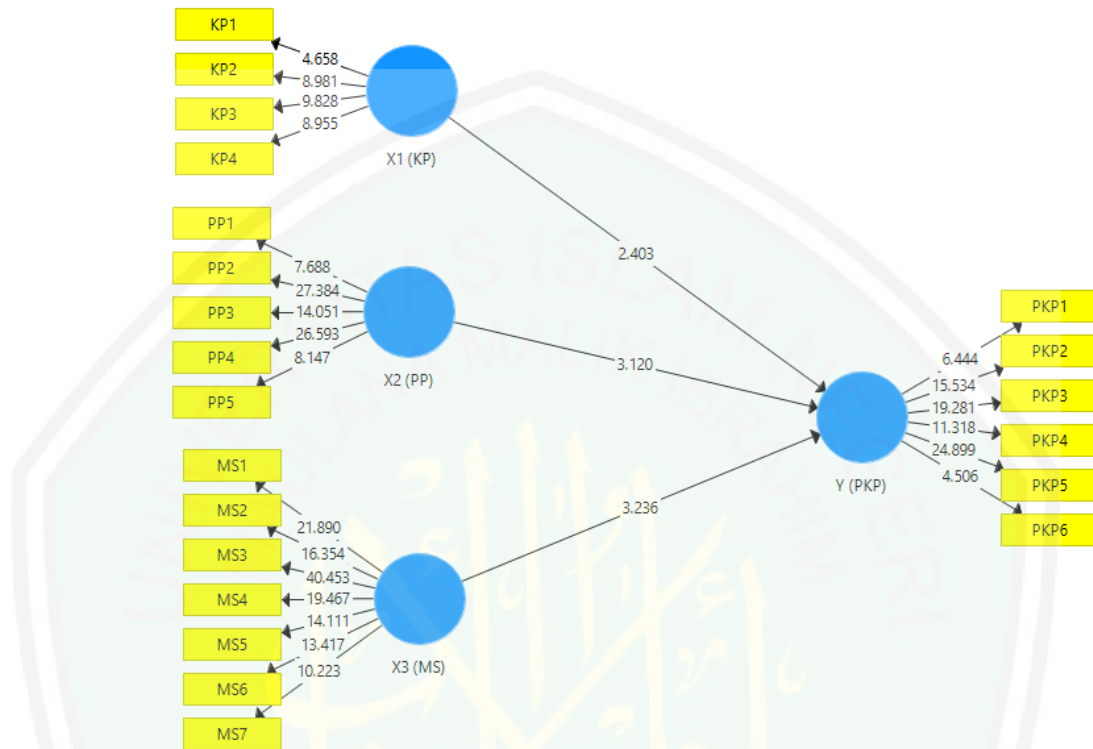 KP1
KP2
KP3
KP4
4.658
8.981
9.828
8.955
X1 (KP)
2.403
PP1
PP2
PP3
PP4
PP5
7.688
27.384
14.051
26.593
8.147
X2 (PP)
3.120
MS1
MS2
MS3
MS4
MS5
MS6
MS7
21.890
16.354
40.453
19.467
14.111
13.417
10.223
X3 (MS)
3.236
Y (PKP)
6.444
15.534
19.281
11.318
24.899
4.506
PKP1
PKP2
PKP3
PKP4
PKP5
PKP6